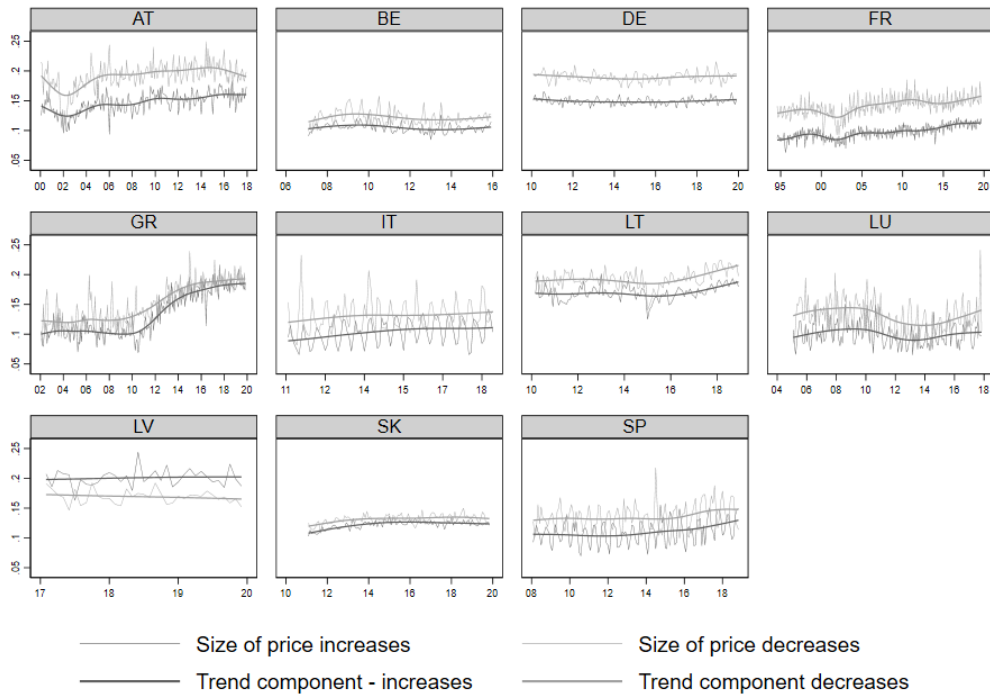 AT BE DE FR
.25
.2
.15
.1
.05
00 02 04 06 08 10 12 14 16 18
06 08 10 12 14 16
10 12 14 16 18 20
95 00 05 10 15 20
GR IT LT LU
.25
.2
.15
.1
.05
02 04 06 08 10 12 14 16 18 20
11 12 14 15 16 18
10 12 14 16 18
04 06 08 10 12 14 16 18
LV SK SP
.25
.2
.15
.1
.05
17 18 19 20
10 12 14 16 18 20
08 10 12 14 16 18
Size of price increases Size of price decreases
Trend component - increases Trend component decreases